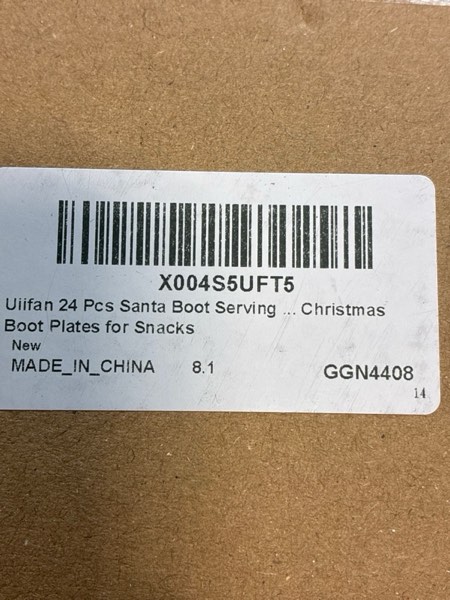 X004S5UFT5
Uiifan 24 Pcs Santa Boot Serving ... Christmas
Boot Plates for Snacks
New
MADE_IN_CHINA 8.1 GGN4408
14